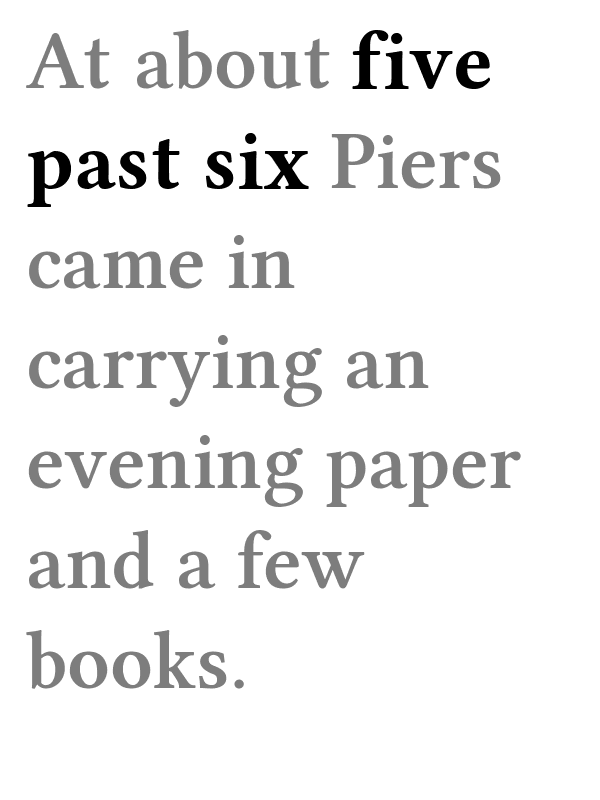 At about five
past six Piers
came in
carrying an
evening paper
and a few
books.